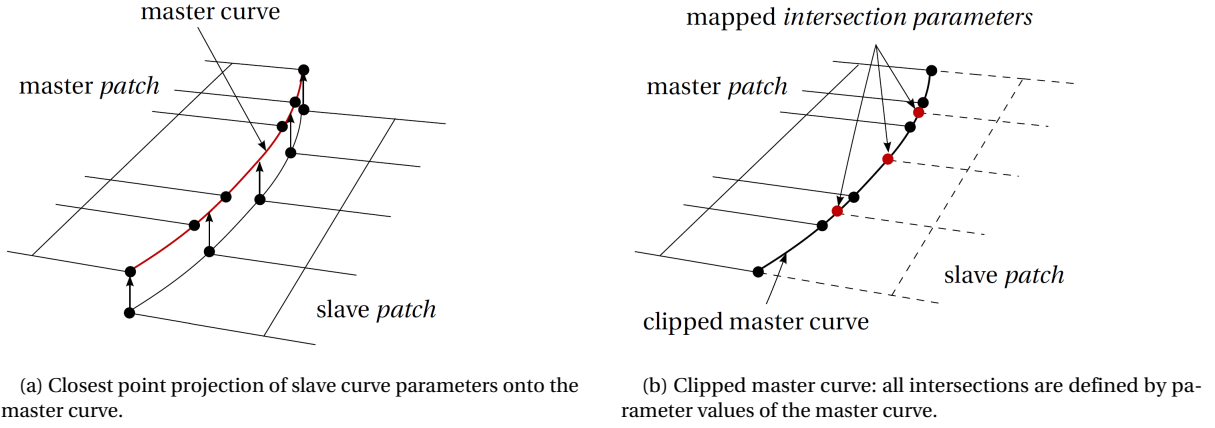 master curve
master patch
slave patch
(a) Closest point projection of slave curve parameters onto the
master curve.
mapped intersection parameters
master patch
slave patch
clipped master curve
(b) Clipped master curve: all intersections are defined by pa-
rameter values of the master curve.